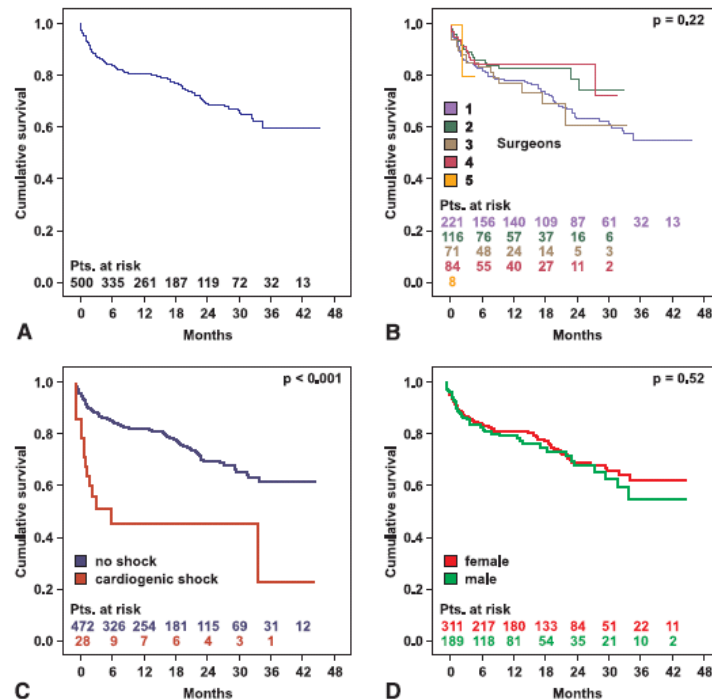 1.0
0.8
0.6
0.4
0.2
0.0
Cumulative survival
Pts. at risk
500 335 261 187 119 72 32 13
0 6 12 18 24 30 36 42 48
Months
A
p = 0.22
1.0
0.8
0.6
0.4
0.2
0.0
Cumulative survival
1
2
3
4
5
Surgeons
Pts. at risk
221 156 140 109 87 61 32 13
116 76 57 37 16 6
71 48 24 14 5 3
84 55 40 27 11 2
8
0 6 12 18 24 30 36 42 48
Months
B
p < 0.001
1.0
0.8
0.6
0.4
0.2
0.0
Cumulative survival
no shock
cardiogenic shock
Pts. at risk
472 326 254 181 115 69 31 12
28 9 7 6 4 3 1
0 6 12 18 24 30 36 42 48
Months
C
p = 0.52
1.0
0.8
0.6
0.4
0.2
0.0
Cumulative survival
female
male
Pts. at risk
311 217 180 133 84 51 22 11
189 118 81 54 35 21 10 2
0 6 12 18 24 30 36 42 48
Months
D